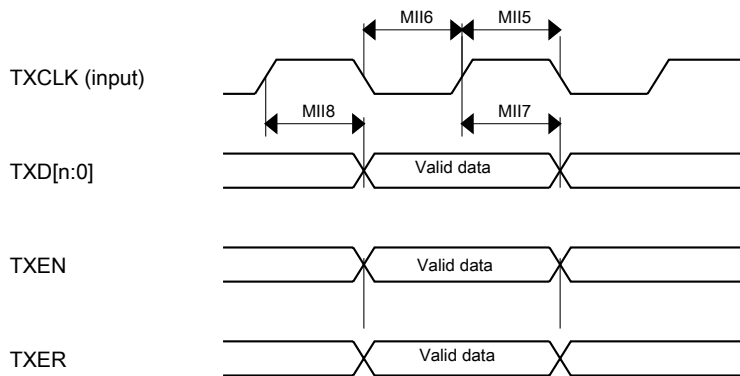 MII6 MII5
TXCLK (input)
MII8 MII7
TXD[n:0] Valid data
TXEN Valid data
TXER Valid data